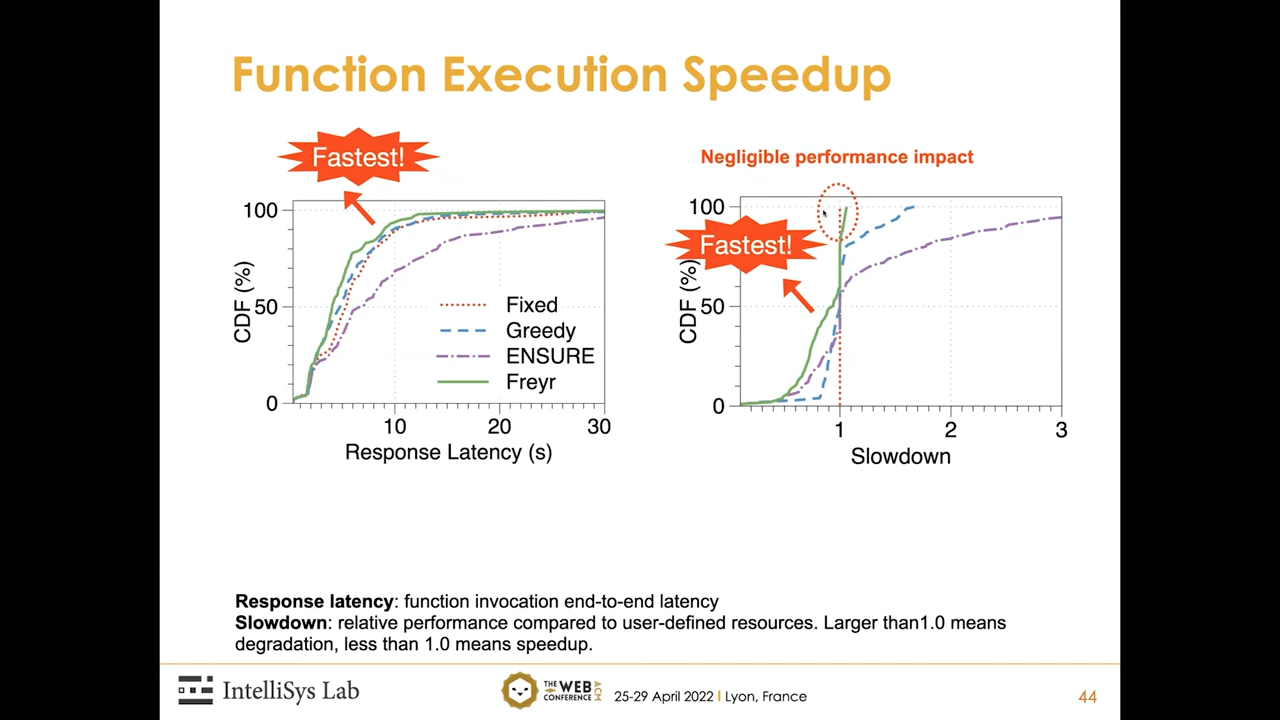 Function Execution Speedup
Fastest!
100
50
0
CDF (%)
10
20
30
Response Latency (s)
Fixed
Greedy
ENSURE
Freyr
Negligible performance impact
Fastest!
100
50
0
CDF (%)
1
2
3
Slowdown
Response latency: function invocation end-to-end latency
Slowdown: relative performance compared to user-defined resources. Larger than1.0 means
degradation, less than 1.0 means speedup.
IntelliSys Lab
THE WEB CONFERENCE ACM
25-29 April 2022 | Lyon, France
44